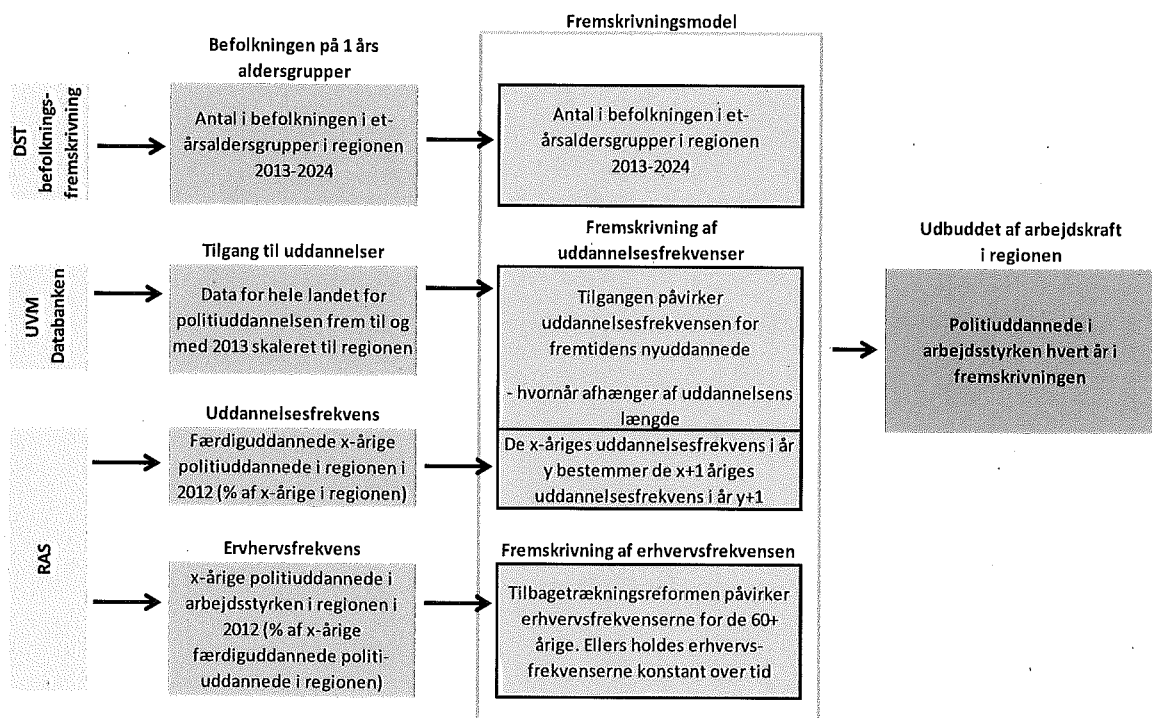 Fremskrivningsmodel
DST
befolknings-
fremskrivning
Befolkningen på 1 års
aldersgrupper
Antal i befolkningen i et-
årsaldersgrupper i regionen
2013-2024
Antal i befolkningen i et-
årsaldersgrupper i regionen
2013-2024
UVM
Databanken
Tilgang til uddannelser
Data for hele landet for
politiuddannelsen frem til og
med 2013 skaleret til regionen
Fremskrivning af
uddannelsesfrekvenser
Tilgangen påvirker
uddannelsesfrekvensen for
fremtidens nyuddannede
- hvornår afhænger af uddannelsens
længde
RAS
Uddannelsesfrekvens
Færdiguddannede x-årige
politiuddannede i regionen i
2012 (% af x-årige i regionen)
De x-åriges uddannelsesfrekvens i år
y bestemmer de x+1 åriges
uddannelsesfrekvens i år y+1
Ervhervsfrekvens
x-årige politiuddannede i
arbejdsstyrken i regionen i
2012 (% af x-årige
færdiguddannede politi-
uddannede i regionen)
Fremskrivning af erhvervsfrekvensen
Tilbagetrækningsreformen påvirker
erhvervsfrekvenserne for de 60+
årige. Ellers holdes erhvervs-
frekvenserne konstant over tid
Udbuddet af arbejdskraft
i regionen
Politiuddannede i
arbejdsstyrken hvert år i
fremskrivningen